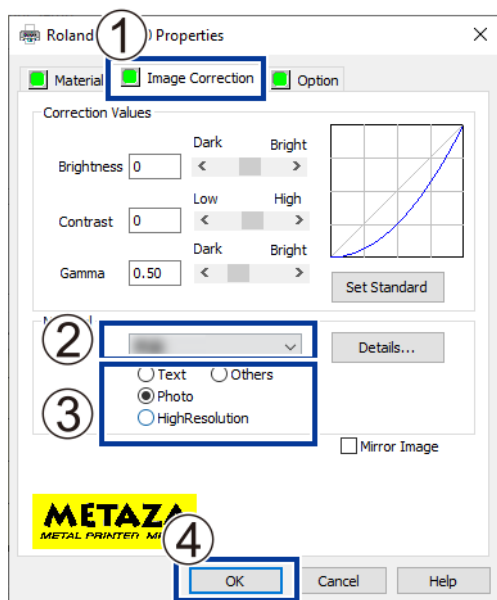 Roland ) Properties
1
Material
Image Correction
Option
Correction Values
Dark Bright
Brightness 0 < >
Low High
Contrast 0 < >
Dark Bright
Gamma 0.50 < >
Set Standard
2
Details...
3
Text Others
Photo
HighResolution
Mirror Image
METAZA
METAL PRINTER
4
OK Cancel Help